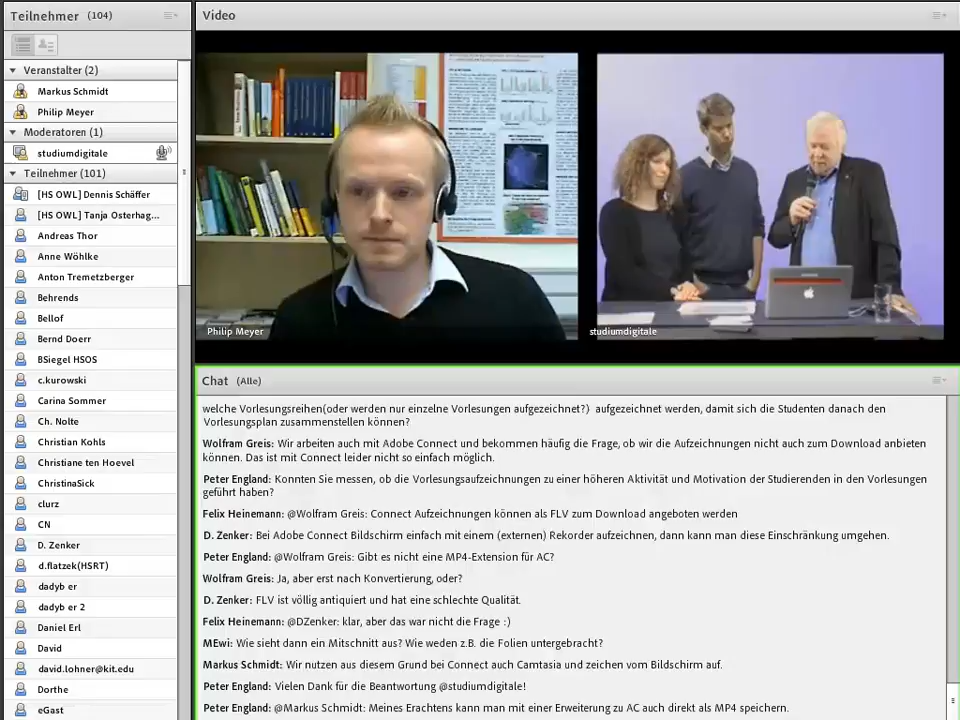 Teilnehmer (104)
Veranstalter (2)
Markus Schmidt
Philip Meyer
Moderatoren (1)
studiumdigitale
Teilnehmer (101)
[HS OWL] Dennis Schäffer
[HS OWL] Tanja Osterhag...
Andreas Thor
Anne Wöhlke
Anton Tremetzberger
Behrends
Bellof
Bernd Doerr
BSiegel HSOS
c.kurowski
Carina Sommer
Ch. Nolte
Christian Kohls
Christiane ten Hoevel
ChristinaSick
clurz
CN
D. Zenker
d.flatzek(HSRT)
dadyb er
dadyb er 2
Daniel Erl
David
david.lohner@kit.edu
Dorthe
eGast
Video
Philip Meyer
studiumdigitale
Chat (Alle)
welche Vorlesungsreihen(oder werden nur einzelne Vorlesungen aufgezeichnet?) aufgezeichnet werden, damit sich die Studenten danach den
Vorlesungsplan zusammenstellen können?
Wolfram Greis: Wir arbeiten auch mit Adobe Connect und bekommen häufig die Frage, ob wir die Aufzeichnungen nicht auch zum Download anbieten
können. Das ist mit Connect leider nicht so einfach möglich.
Peter England: Konnten Sie messen, ob die Vorlesungsaufzeichnungen zu einer höheren Aktivität und Motivation der Studierenden in den Vorlesungen
geführt haben?
Felix Heinemann: @Wolfram Greis: Connect Aufzeichnungen können als FLV zum Download angeboten werden
D. Zenker: Bei Adobe Connect Bildschirm einfach mit einem (externen) Rekorder aufzeichnen, dann kann man diese Einschränkung umgehen.
Peter England: @Wolfram Greis: Gibt es nicht eine MP4-Extension für AC?
Wolfram Greis: Ja, aber erst nach Konvertierung, oder?
D. Zenker: FLV ist völlig antiquiert und hat eine schlechte Qualität.
Felix Heinemann: @DZenker: klar, aber das war nicht die Frage :)
MEwi: Wie sieht dann ein Mitschnitt aus? Wie weden z.B. die Folien untergebracht?
Markus Schmidt: Wir nutzen aus diesem Grund bei Connect auch Camtasia und zeichen vom Bildschirm auf.
Peter England: Vielen Dank für die Beantwortung @studiumdigitale!
Peter England: @Markus Schmidt: Meines Erachtens kann man mit einer Erweiterung zu AC auch direkt als MP4 speichern.